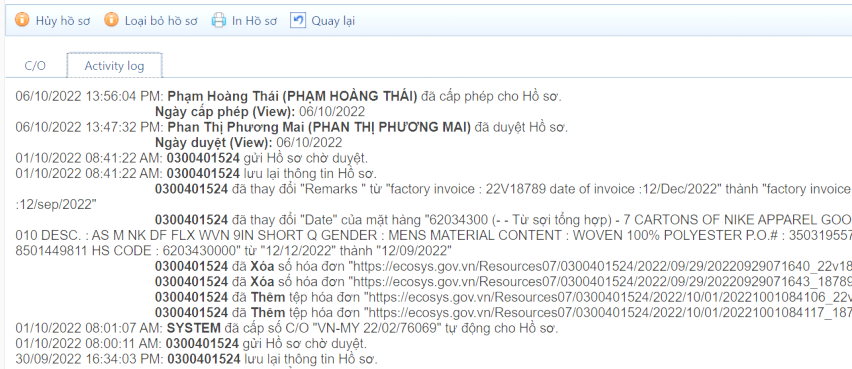 Hủy hồ sơ Loại bỏ hồ sơ In Hồ sơ Quay lại
C/O Activity log
06/10/2022 13:56:04 PM: Phạm Hoàng Thái (PHẠM HOÀNG THÁI) đã cấp phép cho Hồ sơ.
Ngày cấp phép (View): 06/10/2022
06/10/2022 13:47:32 PM: Phan Thị Phương Mai (PHAN THỊ PHƯƠNG MAI) đã duyệt Hồ sơ.
Ngày duyệt (View): 06/10/2022
01/10/2022 08:41:22 AM: 0300401524 gửi Hồ sơ chờ duyệt.
01/10/2022 08:41:22 AM: 0300401524 lưu lại thông tin Hồ sơ.
0300401524 đã thay đổi "Remarks " từ "factory invoice : 22V18789 date of invoice :12/Dec/2022" thành "factory invoice
:12/sep/2022"
0300401524 đã thay đổi "Date" của mặt hàng "62034300 (- - Từ sợi tổng hợp) - 7 CARTONS OF NIKE APPAREL GOO
010 DESC. : AS M NK DF FLX WVN 9IN SHORT Q GENDER : MENS MATERIAL CONTENT : WOVEN 100% POLYESTER P.O.# : 350319557
8501449811 HS CODE : 6203430000" từ "12/12/2022" thành "12/09/2022"
0300401524 đã Xóa số hóa đơn "https://ecosys.gov.vn/Resources07/0300401524/2022/09/29/20220929071640_22v18
0300401524 đã Xóa số hóa đơn "https://ecosys.gov.vn/Resources07/0300401524/2022/09/29/20220929071643_18789
0300401524 đã Thêm tệp hóa đơn "https://ecosys.gov.vn/Resources07/0300401524/2022/10/01/20221001084106_22v
0300401524 đã Thêm tệp hóa đơn "https://ecosys.gov.vn/Resources07/0300401524/2022/10/01/20221001084117_187
01/10/2022 08:01:07 AM: SYSTEM đã cấp số C/O "VN-MY 22/02/76069" tự động cho Hồ sơ.
01/10/2022 08:00:11 AM: 0300401524 gửi Hồ sơ chờ duyệt.
30/09/2022 16:34:03 PM: 0300401524 lưu lại thông tin Hồ sơ.